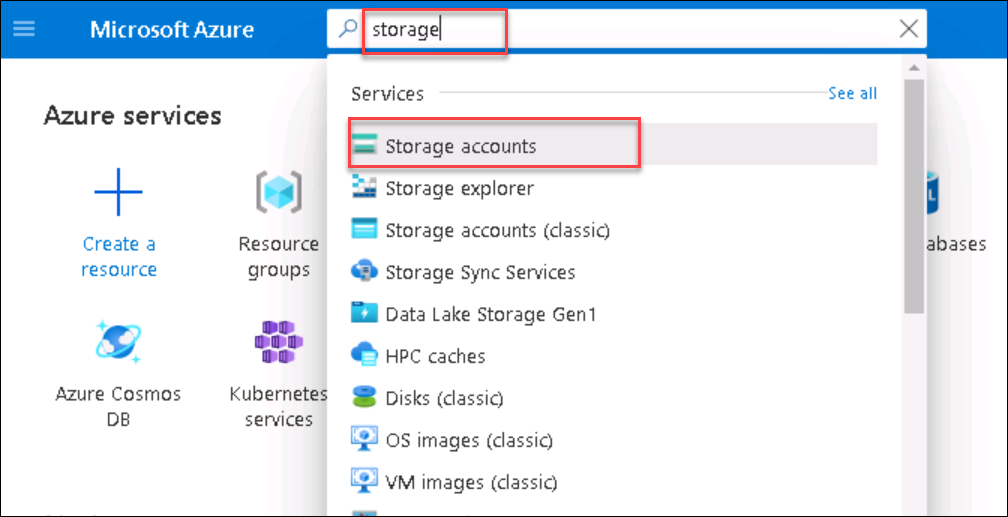 Microsoft Azure
storage
Services
See all
Azure services
Storage accounts
Storage explorer
Storage accounts (classic)
Storage Sync Services
Data Lake Storage Gen1
HPC caches
Disks (classic)
OS images (classic)
VM images (classic)
Create a
resource
Resource
groups
abases
Azure Cosmos
DB
Kubernetes
services